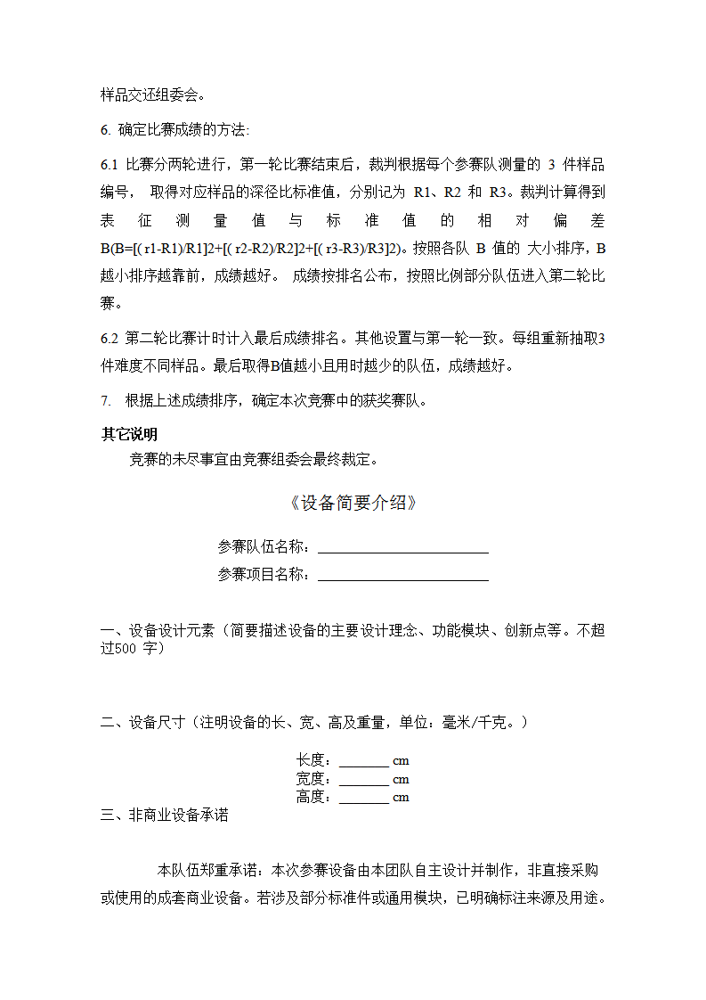 样品交还组委会。
6. 确定比赛成绩的方法:
6.1 比赛分两轮进行，第一轮比赛结束后，裁判根据每个参赛队测量的 3 件样品
编号， 取得对应样品的深径比标准值，分别记为 R1、R2 和 R3。裁判计算得到
表征测量值与标准值的相对偏差
B(B=[( r1-R1)/R1]2+[( r2-R2)/R2]2+[( r3-R3)/R3]2)。按照各队 B 值的 大小排序，B
越小排序越靠前，成绩越好。 成绩按排名公布，按照比例部分队伍进入第二轮比
赛。
6.2 第二轮比赛计时计入最后成绩排名。其他设置与第一轮一致。每组重新抽取3
件难度不同样品。最后取得B值越小且用时越少的队伍，成绩越好。
7. 根据上述成绩排序，确定本次竞赛中的获奖赛队。
其它说明
竞赛的未尽事宜由竞赛组委会最终裁定。
《设备简要介绍》
参赛队伍名称：________________________
参赛项目名称：________________________
一、设备设计元素（简要描述设备的主要设计理念、功能模块、创新点等。不超
过500 字）
二、设备尺寸（注明设备的长、宽、高及重量，单位：毫米/千克。）
长度：_______ cm
宽度：_______ cm
高度：_______ cm
三、非商业设备承诺
本队伍郑重承诺：本次参赛设备由本团队自主设计并制作，非直接采购
或使用的成套商业设备。若涉及部分标准件或通用模块，已明确标注来源及用途。